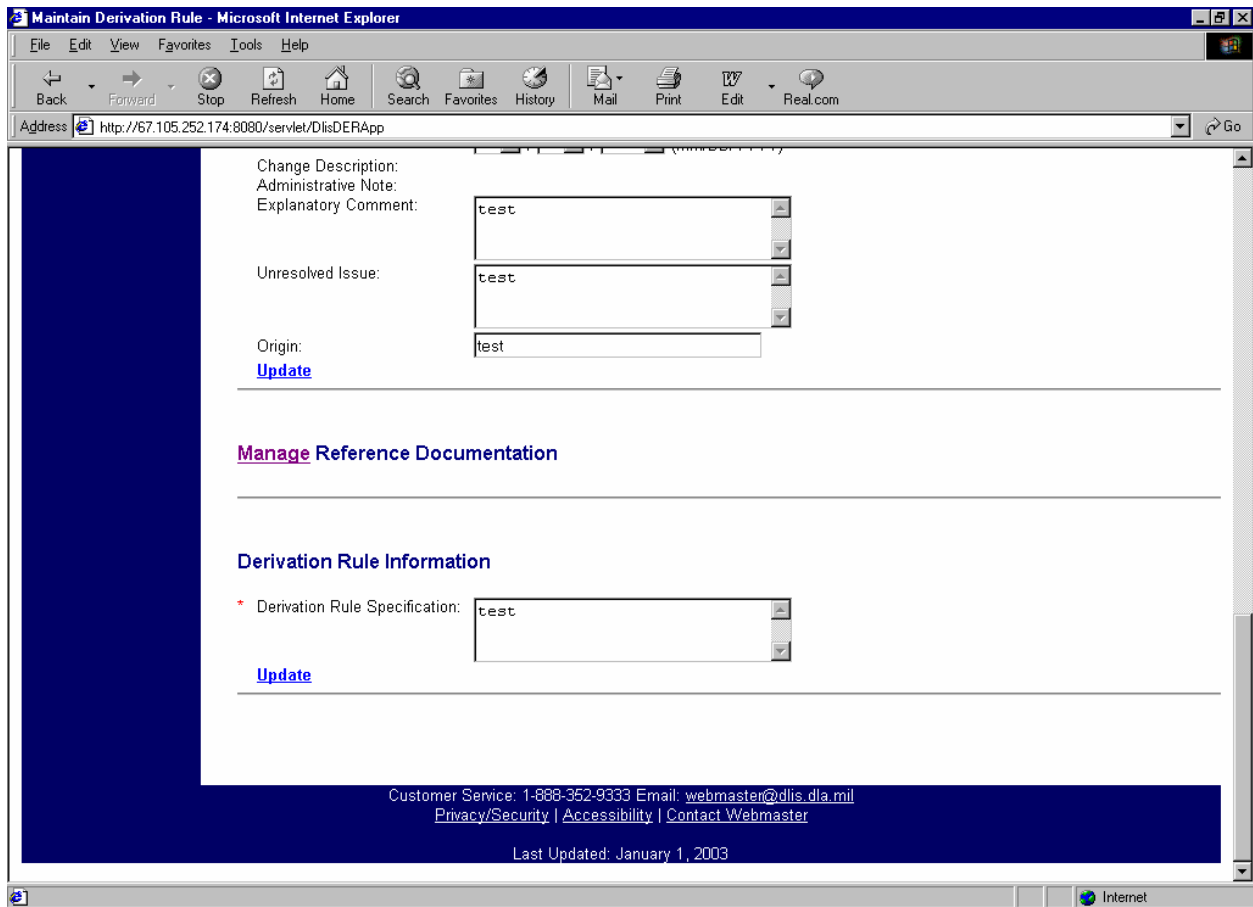 Maintain Derivation Rule - Microsoft Internet Explorer
File Edit View Favorites Tools Help
Back Forward Stop Refresh Home Search Favorites History Mail Print Edit Real.com
Address http://67.105.252.174:8080/servlet/DlisDERApp Go
Change Description:
Administrative Note:
Explanatory Comment: test
Unresolved Issue: test
Origin: test
Update
Manage Reference Documentation
Derivation Rule Information
* Derivation Rule Specification: test
Update
Customer Service: 1-888-352-9333 Email: webmaster@dlis.dla.mil
Privacy/Security | Accessibility | Contact Webmaster
Last Updated: January 1, 2003
Internet